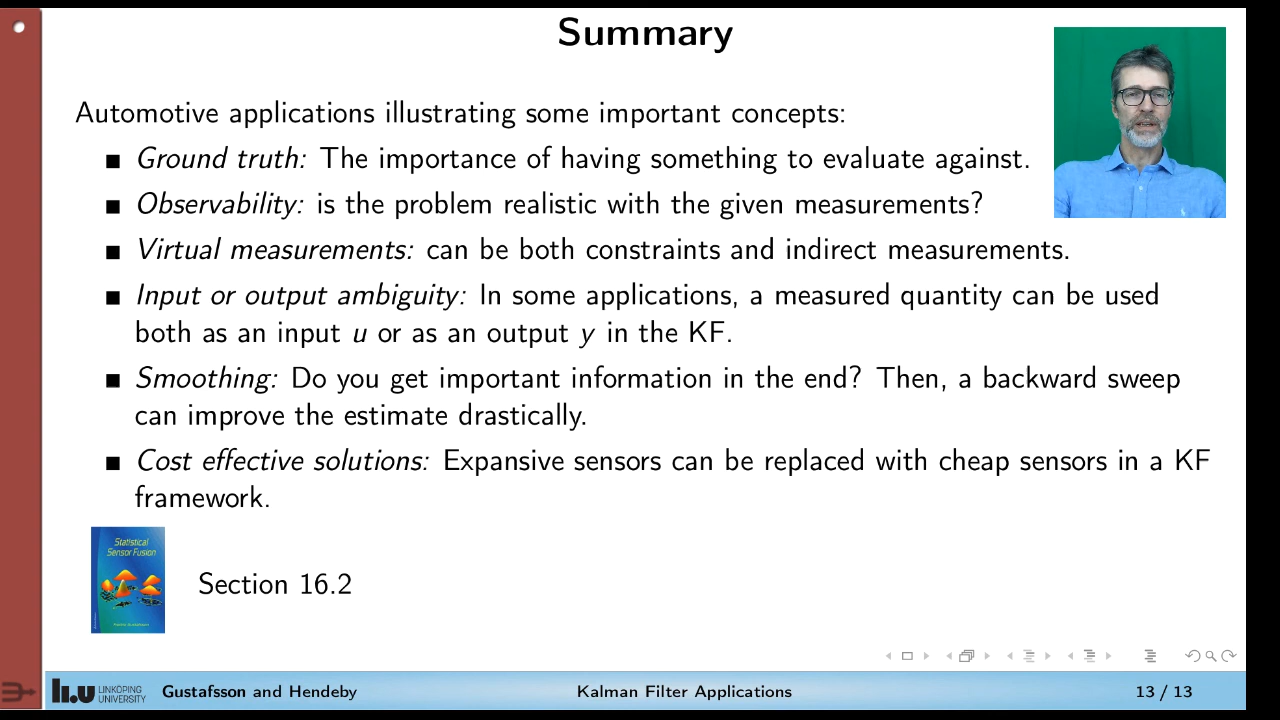 Summary
Automotive applications illustrating some important concepts:
Ground truth: The importance of having something to evaluate against.
Observability: is the problem realistic with the given measurements?
Virtual measurements: can be both constraints and indirect measurements.
Input or output ambiguity: In some applications, a measured quantity can be used
both as an input u or as an output y in the KF.
Smoothing: Do you get important information in the end? Then, a backward sweep
can improve the estimate drastically.
Cost effective solutions: Expansive sensors can be replaced with cheap sensors in a KF
framework.
Statistical
Sensor Fusion
Fredrik Gustafsson
Section 16.2
li.u LINKÖPING
UNIVERSITY
Gustafsson and Hendeby
Kalman Filter Applications
13 / 13